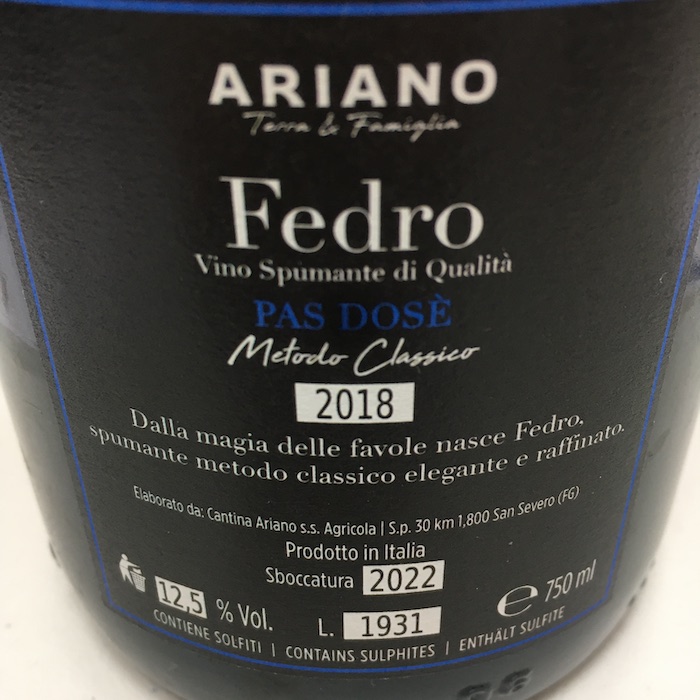 ARIANO
Terra & Famiglia
Fedro
Vino Spumante di Qualità
PAS DOSÈ
Metodo Classico
2018
Dalla magia delle favole nasce Fedro,
spumante metodo classico elegante e raffinato.
Elaborato da: Cantina Ariano s.s. Agricola | S.p. 30 km 1,800 San Severo (FG)
Prodotto in Italia
Sboccatura 2022
12,5 % Vol. L. 1931 e 750 ml
CONTIENE SOLFITI | CONTAINS SULPHITES | ENTHÄLT SULFITE